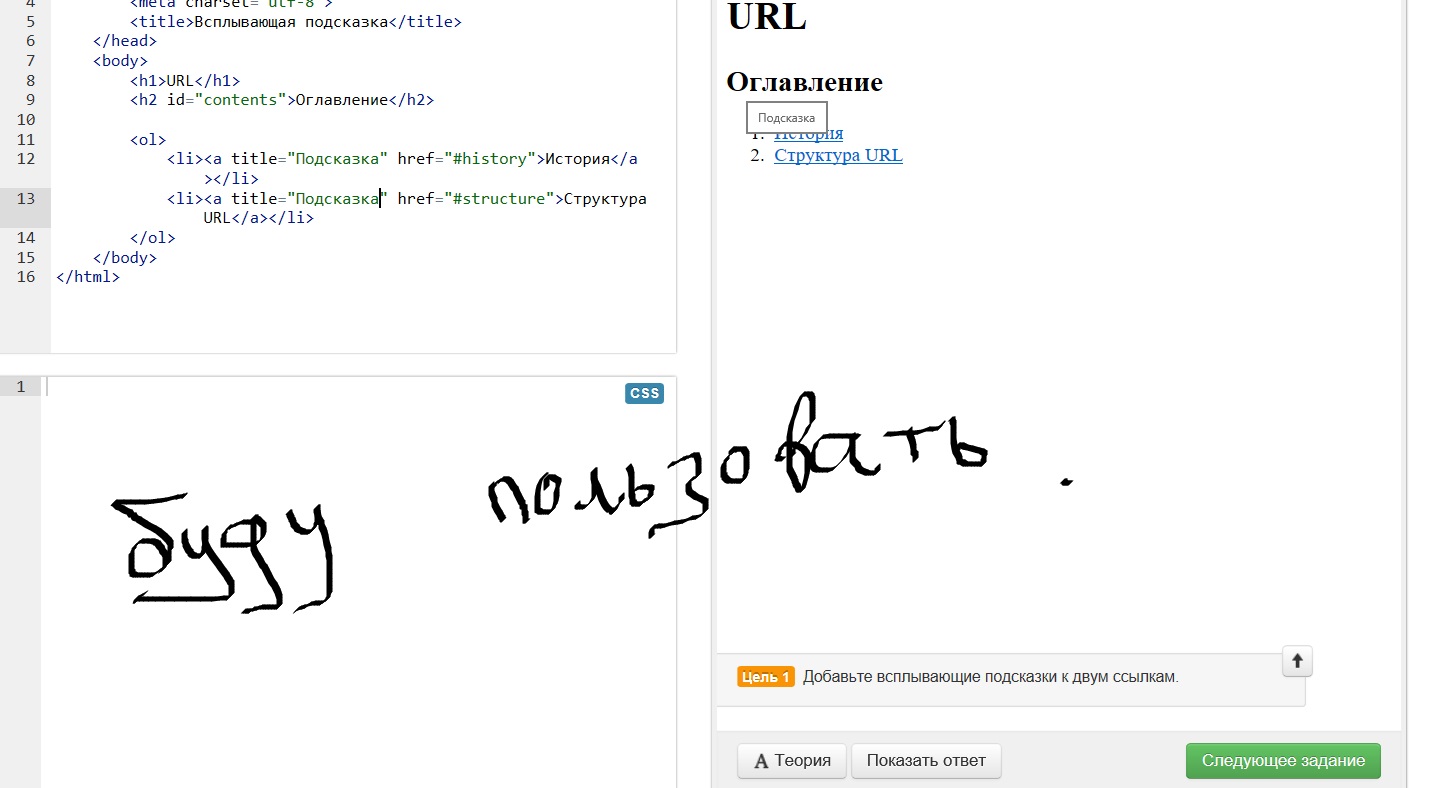 4 <meta charset="utf-8">
5 <title>Всплывающая подсказка</title>
6 </head>
7 <body>
8 <h1>URL</h1>
9 <h2 id="contents">Оглавление</h2>
10
11 <ol>
12 <li><a title="Подсказка" href="#history">История</a
></li>
13 <li><a title="Подсказка" href="#structure">Структура
URL</a></li>
14 </ol>
15 </body>
16 </html>
1
CSS
URL
Оглавление
Подсказка
1. История
2. Структура URL
буду пользовать .
Цель 1 Добавьте всплывающие подсказки к двум ссылкам.
A Теория
Показать ответ
Следующее задание